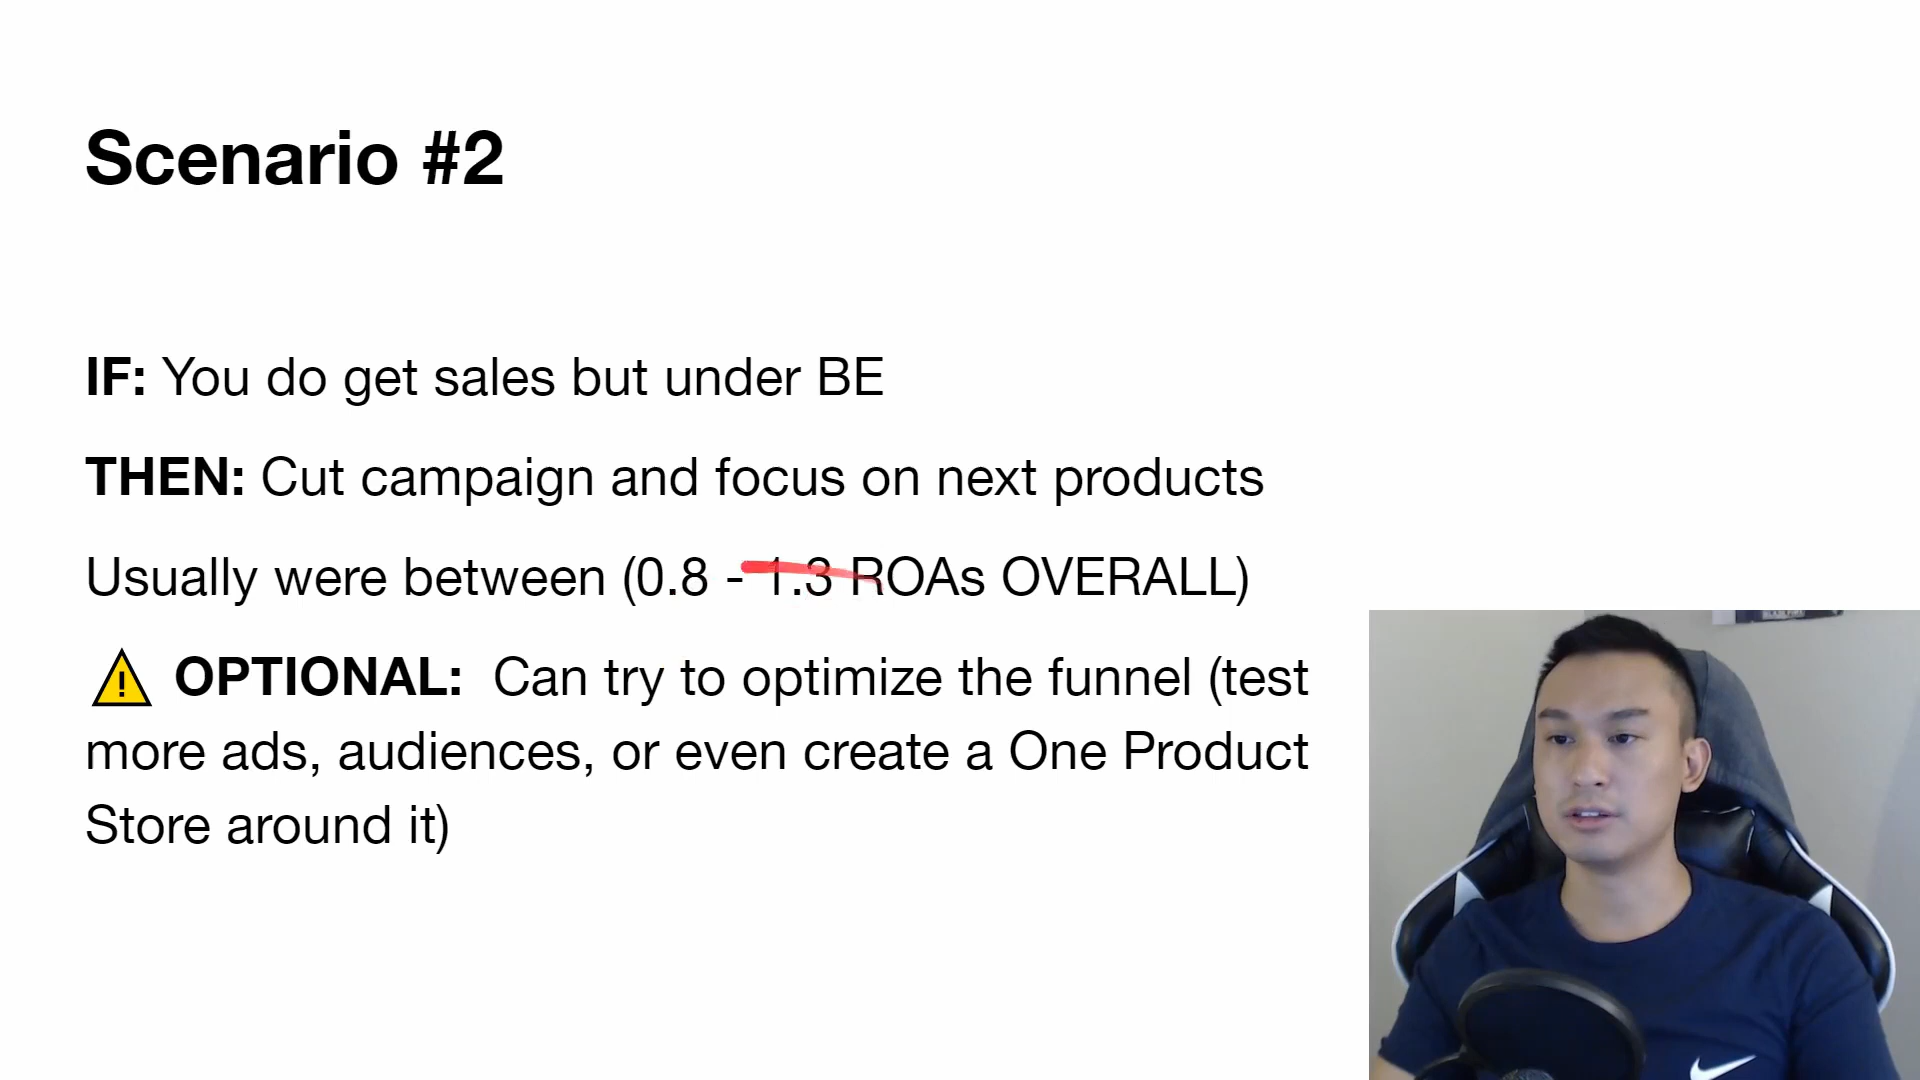 Scenario #2
IF: You do get sales but under BE
THEN: Cut campaign and focus on next products
Usually were between (0.8 - 1.3 ROAs OVERALL)
⚠ OPTIONAL: Can try to optimize the funnel (test
more ads, audiences, or even create a One Product
Store around it)